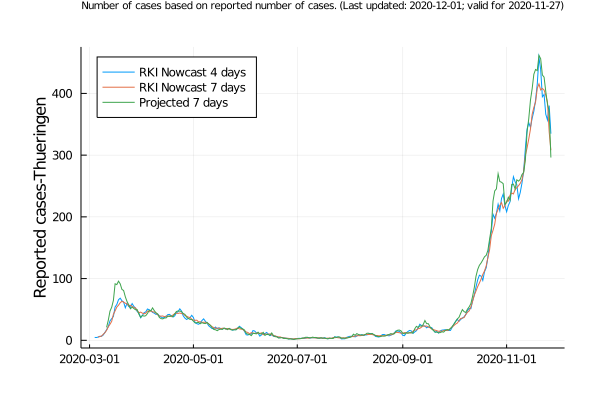 Number of cases based on reported number of cases. (Last updated: 2020-12-01; valid for 2020-11-27)
RKI Nowcast 4 days
RKI Nowcast 7 days
Projected 7 days
Reported cases-Thueringen
400
300
200
100
0
2020-03-01 2020-05-01 2020-07-01 2020-09-01 2020-11-01